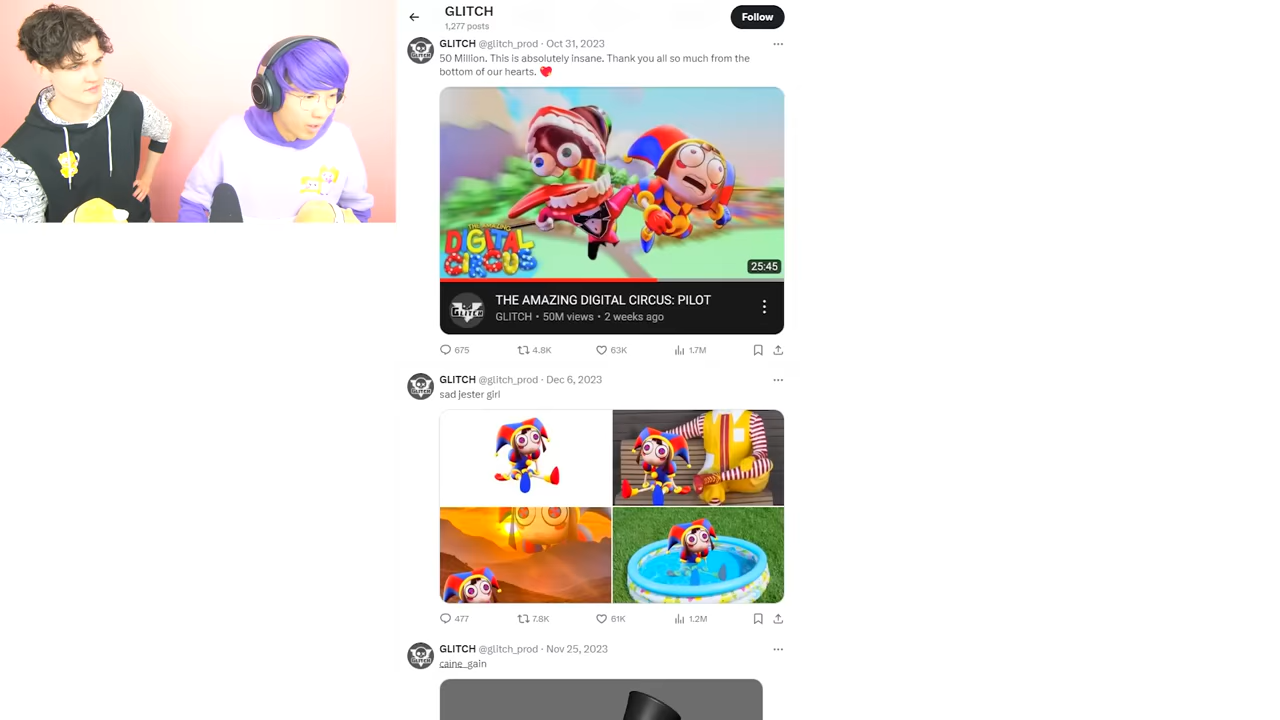 GLITCH
1,277 posts
Follow
GLITCH @glitch_prod · Oct 31, 2023
50 Million. This is absolutely insane. Thank you all so much from the
bottom of our hearts. ❤️
THE AMAZING
DIGITAL
CIRCUS
25:45
THE AMAZING DIGITAL CIRCUS: PILOT
GLITCH
GLITCH • 50M views • 2 weeks ago
675 4.8K 63K 1.7M
GLITCH @glitch_prod · Dec 6, 2023
sad jester girl
477 7.8K 61K 1.2M
GLITCH @glitch_prod · Nov 25, 2023
caine_gain